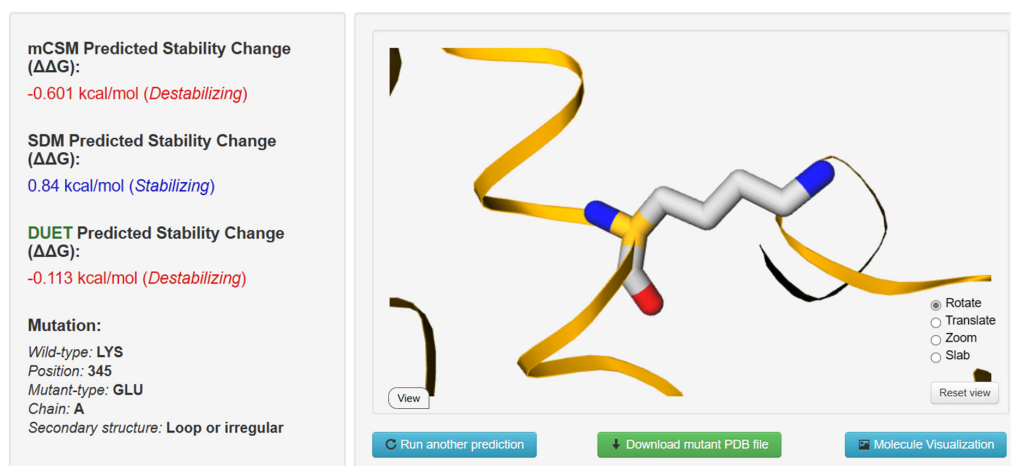 mCSM Predicted Stability Change
(ΔΔG):
-0.601 kcal/mol (Destabilizing)
SDM Predicted Stability Change
(ΔΔG):
0.84 kcal/mol (Stabilizing)
DUET Predicted Stability Change
(ΔΔG):
-0.113 kcal/mol (Destabilizing)
Mutation:
Wild-type: LYS
Position: 345
Mutant-type: GLU
Chain: A
Secondary structure: Loop or irregular
Rotate
Translate
Zoom
Slab
View
Reset view
Run another prediction
Download mutant PDB file
Molecule Visualization